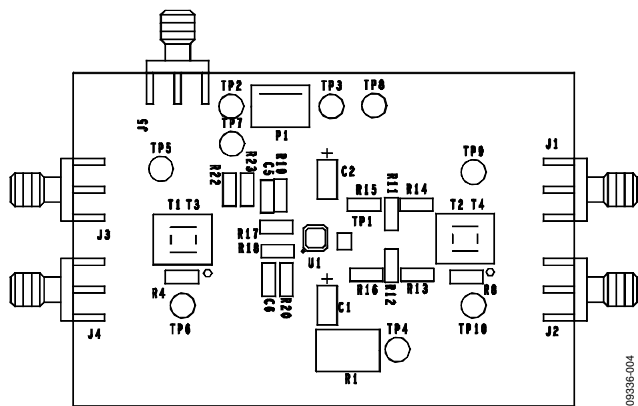 TP2
TP3
TP8
J5
P1
TP7
TP5
R22
R23
C5
R19
C2
TP9
J1
R15
R11
R14
T1 T3
TP1
T2 T4
J3
R17
R18
U1
R4
R16
R12
R13
R8
C6
R20
C1
TP6
TP10
J4
J2
TP4
R1
09336-004